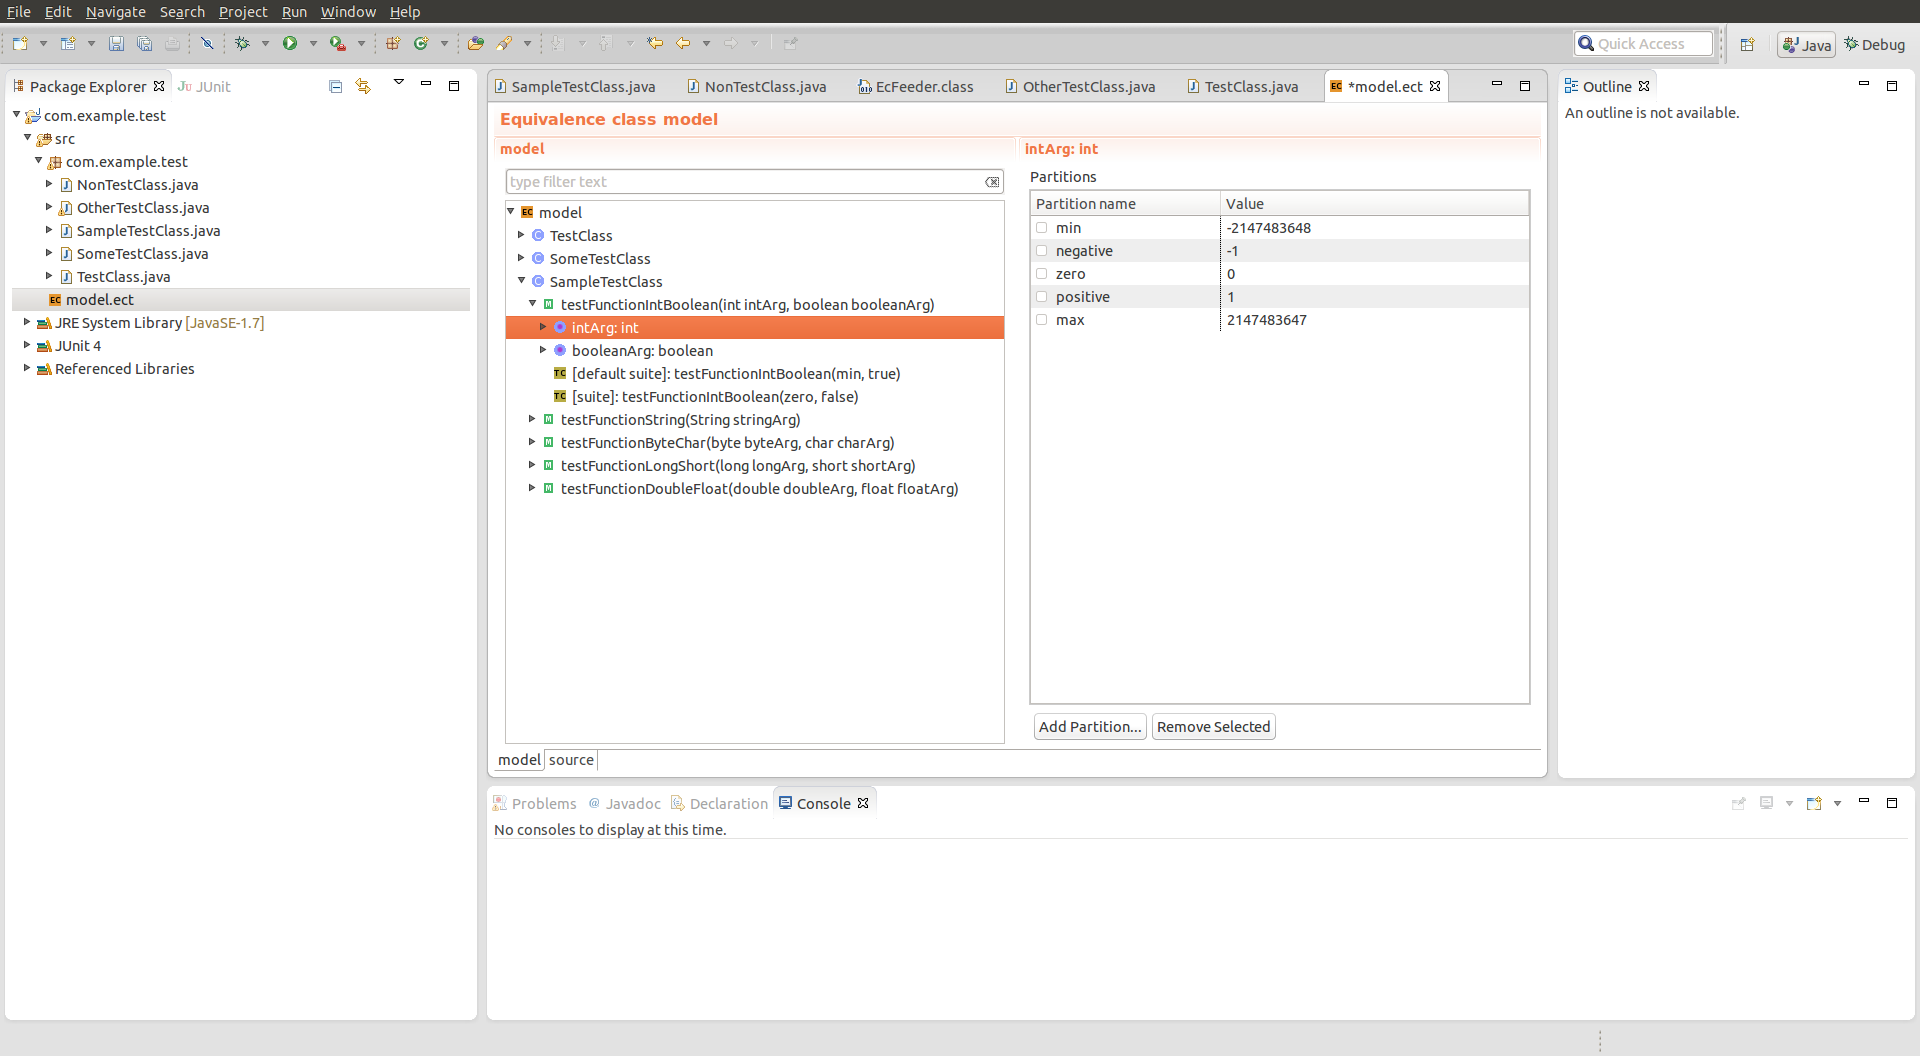 File Edit Navigate Search Project Run Window Help
Quick Access
Java
Debug
Package Explorer
JUnit
com.example.test
src
com.example.test
NonTestClass.java
OtherTestClass.java
SampleTestClass.java
SomeTestClass.java
TestClass.java
model.ect
JRE System Library [JavaSE-1.7]
JUnit 4
Referenced Libraries
SampleTestClass.java
NonTestClass.java
EcFeeder.class
OtherTestClass.java
TestClass.java
*model.ect
Equivalence class model
model
type filter text
model
TestClass
SomeTestClass
SampleTestClass
testFunctionIntBoolean(int intArg, boolean booleanArg)
intArg: int
booleanArg: boolean
[default suite]: testFunctionIntBoolean(min, true)
[suite]: testFunctionIntBoolean(zero, false)
testFunctionString(String stringArg)
testFunctionByteChar(byte byteArg, char charArg)
testFunctionLongShort(long longArg, short shortArg)
testFunctionDoubleFloat(double doubleArg, float floatArg)
intArg: int
Partitions
Partition name Value
min -2147483648
negative -1
zero 0
positive 1
max 2147483647
Add Partition... Remove Selected
model source
Outline
An outline is not available.
Problems Javadoc Declaration Console
No consoles to display at this time.